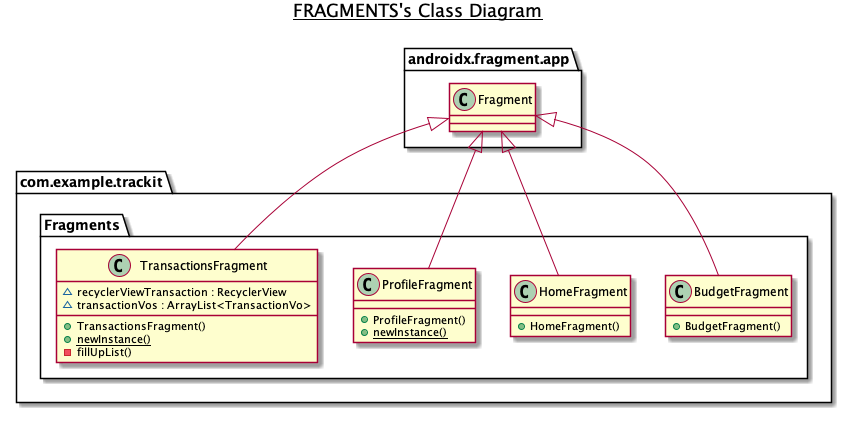 FRAGMENTS's Class Diagram
androidx.fragment.app
C Fragment
com.example.trackit
Fragments
C TransactionsFragment
recyclerViewTransaction : RecyclerView
transactionVos : ArrayList<TransactionVo>
TransactionsFragment()
newInstance()
fillUpList()
C ProfileFragment
ProfileFragment()
newInstance()
C HomeFragment
HomeFragment()
C BudgetFragment
BudgetFragment()